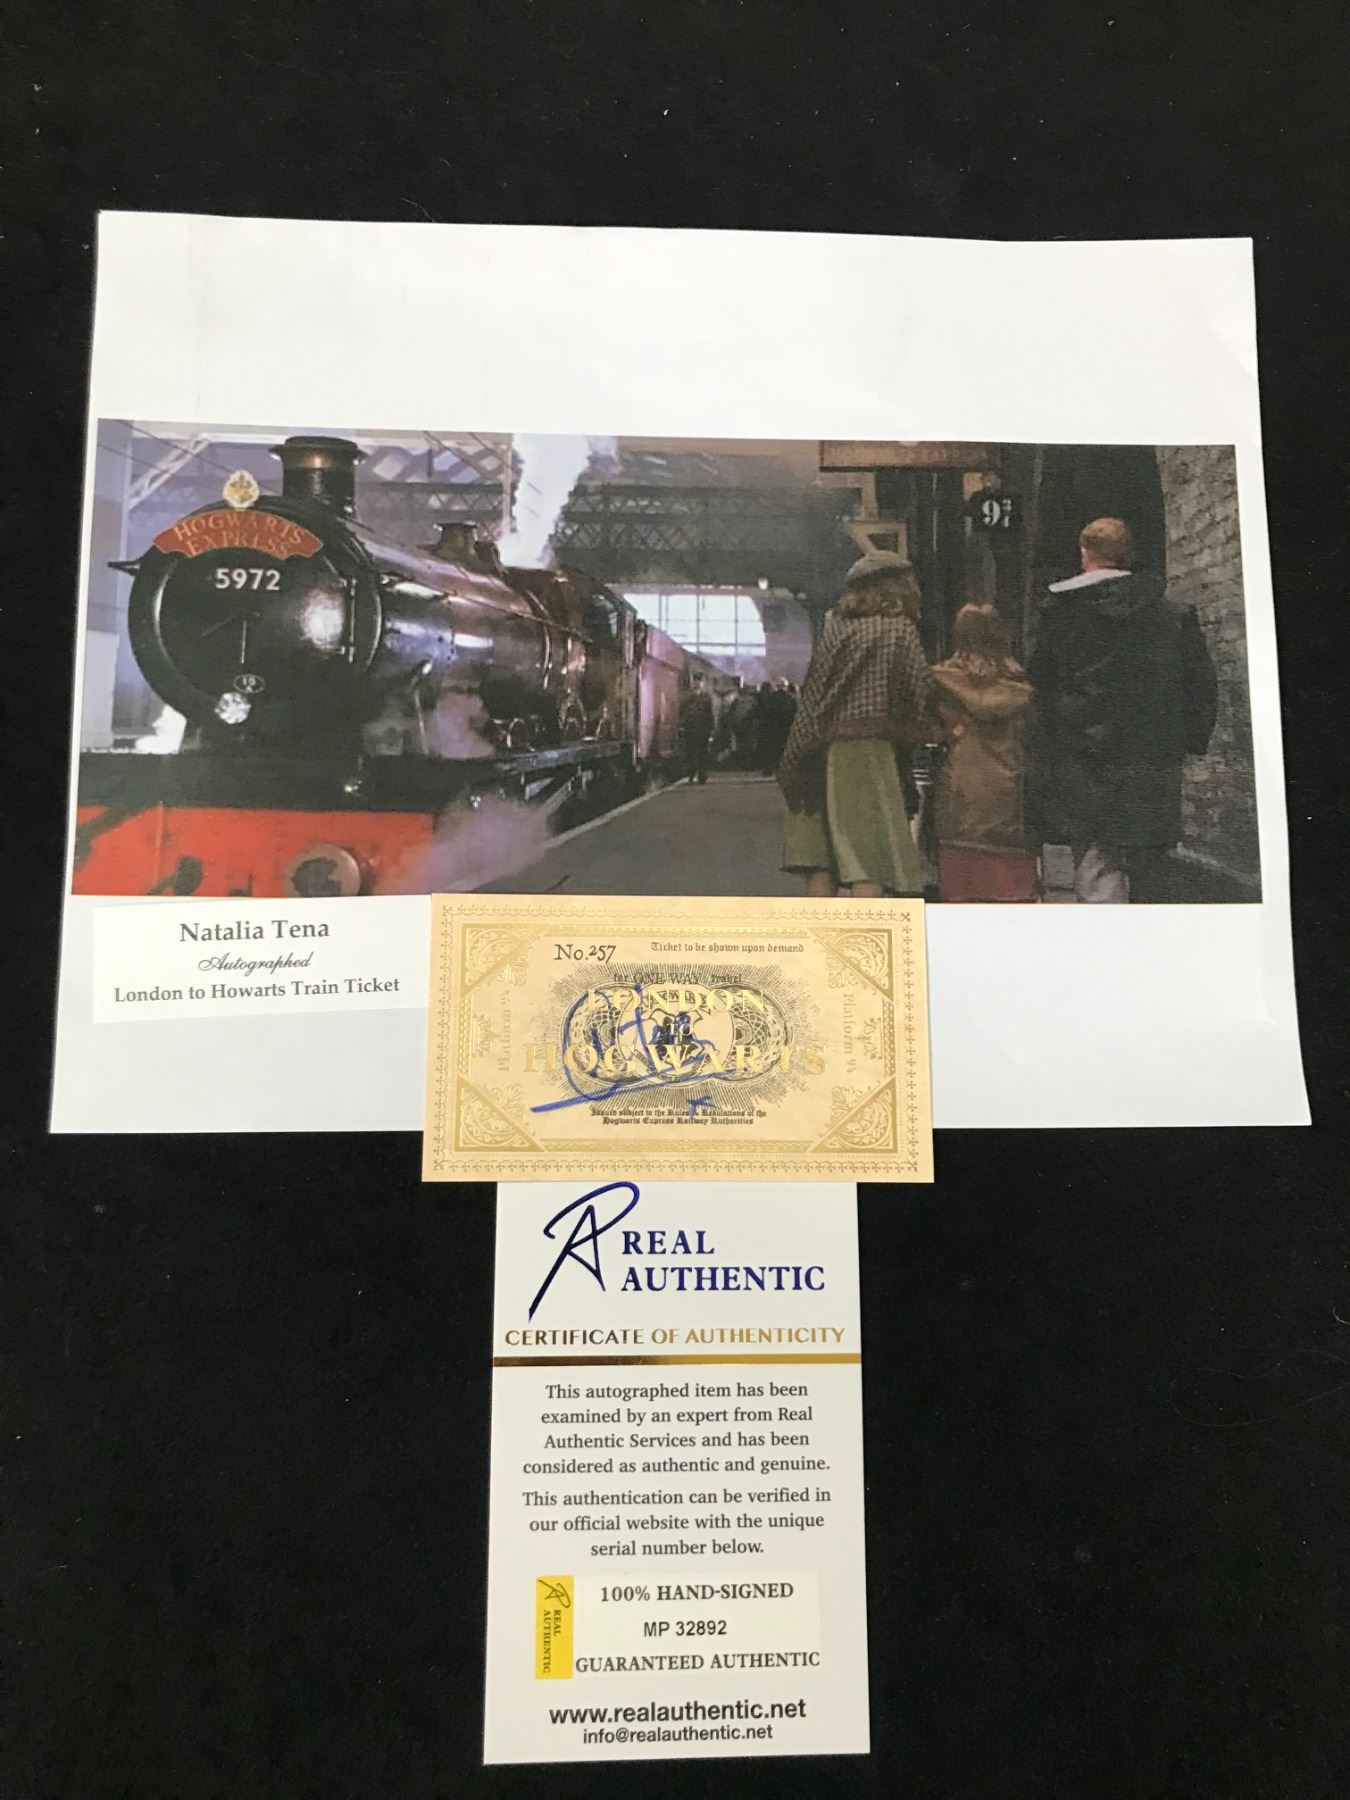 HOGWARTS
EXPRESS
5972
10
9¾
Natalia Tena
Autographed
London to Howarts Train Ticket
No.257
Ticket to be shown upon demand
for ONE WAY travel
LONDON
HOGWARTS
Platform 9¾
Platform 9¾
Issued subject to the Rules & Regulations of the
Hogwarts Express Railway Authorities
REAL
AUTHENTIC
CERTIFICATE OF AUTHENTICITY
This autographed item has been
examined by an expert from Real
Authentic Services and has been
considered as authentic and genuine.
This authentication can be verified in
our official website with the unique
serial number below.
REAL
AUTHENTIC
100% HAND-SIGNED
MP 32892
GUARANTEED AUTHENTIC
www.realauthentic.net
info@realauthentic.net